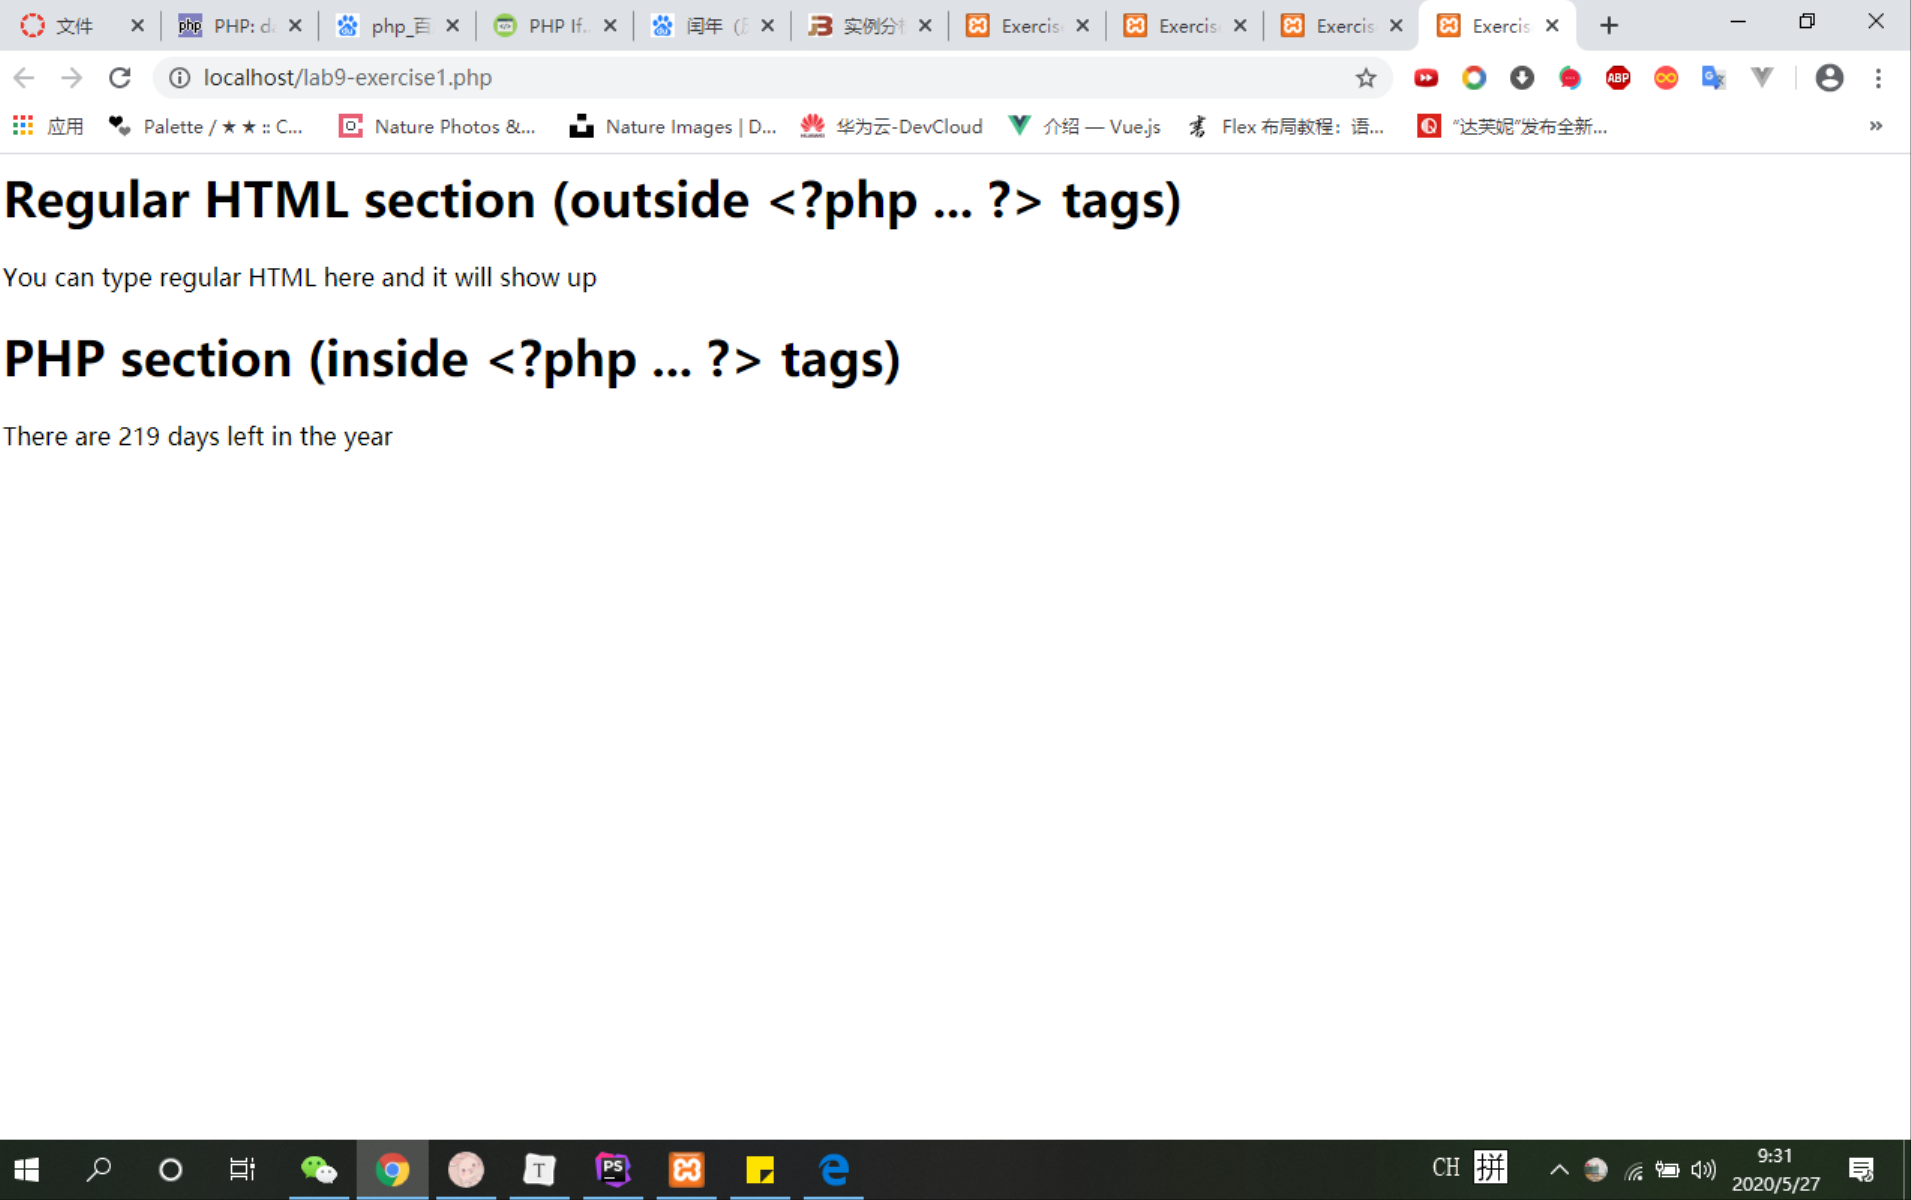 文件 PHP: d php_百 PHP If. 闰年 ( 实例分 Exercis Exercis Exercis Exercis
localhost/lab9-exercise1.php
ABP
应用 Palette / ★ ★ :: C... Nature Photos &... Nature Images | D... 华为云-DevCloud 介绍 — Vue.js Flex 布局教程：语... “达芙妮”发布全新...
Regular HTML section (outside <?php ... ?> tags)
You can type regular HTML here and it will show up
PHP section (inside <?php ... ?> tags)
There are 219 days left in the year
CH 拼 9:31
2020/5/27